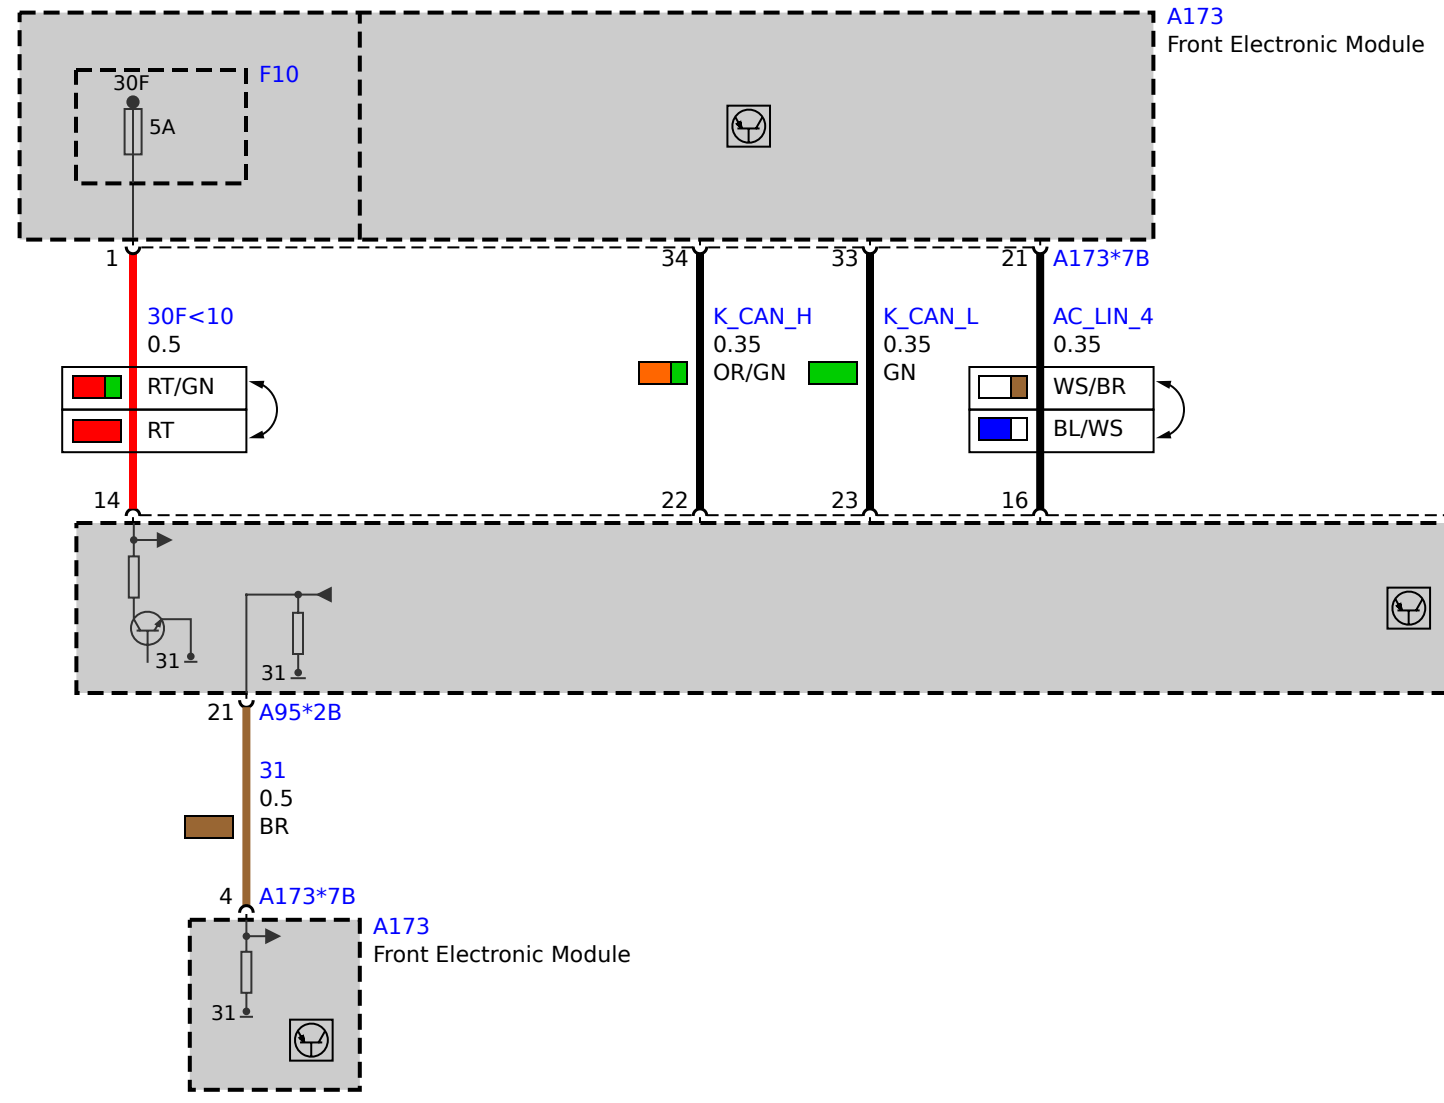 A173
Front Electronic Module
30F
F10
5A
1
34
33
21
A173*7B
30F<10
0.5
RT/GN
RT
K_CAN_H
0.35
OR/GN
K_CAN_L
0.35
GN
AC_LIN_4
0.35
WS/BR
BL/WS
14
22
23
16
31
31
21
A95*2B
31
0.5
BR
4
A173*7B
A173
Front Electronic Module
31